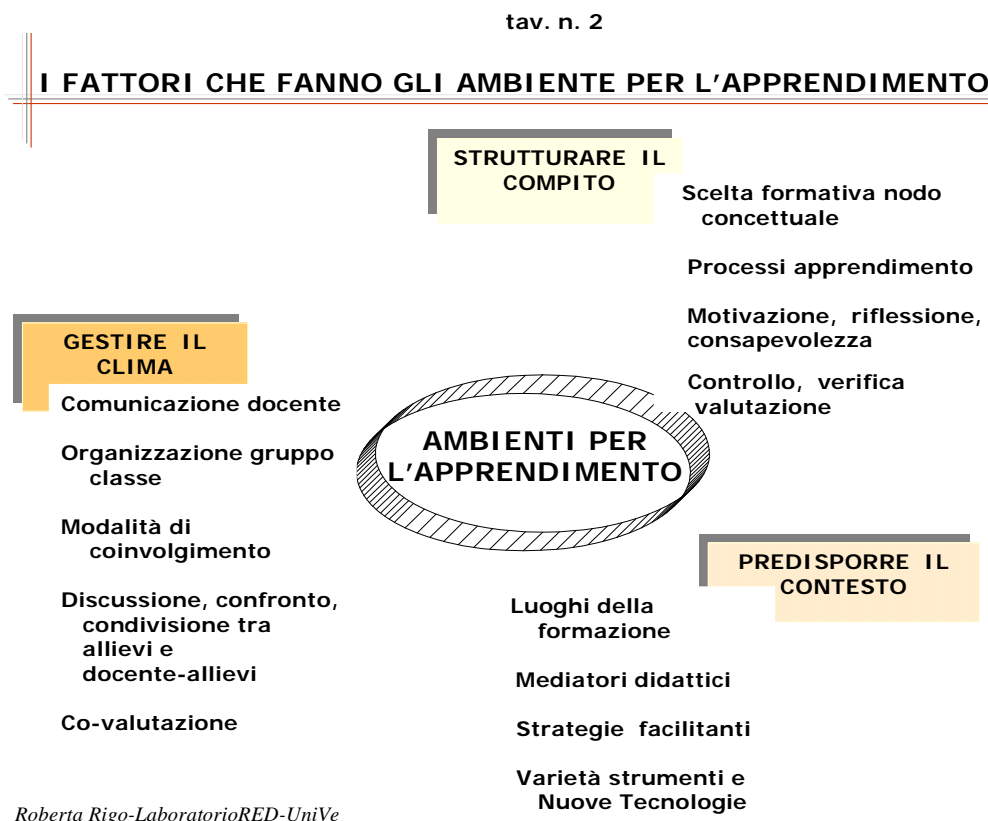 tav. n. 2
I FATTORI CHE FANNO GLI AMBIENTE PER L'APPRENDIMENTO
STRUTTURARE IL
COMPITO
Scelta formativa nodo
concettuale
Processi apprendimento
Motivazione, riflessione,
consapevolezza
Controllo, verifica
valutazione
GESTIRE IL
CLIMA
Comunicazione docente
Organizzazione gruppo
classe
Modalità di
coinvolgimento
Discussione, confronto,
condivisione tra
allievi e
docente-allievi
Co-valutazione
AMBIENTI PER
L'APPRENDIMENTO
PREDISPORRE IL
CONTESTO
Luoghi della
formazione
Mediatori didattici
Strategie facilitanti
Varietà strumenti e
Nuove Tecnologie
Roberta Rigo-LaboratorioRED-UniVe